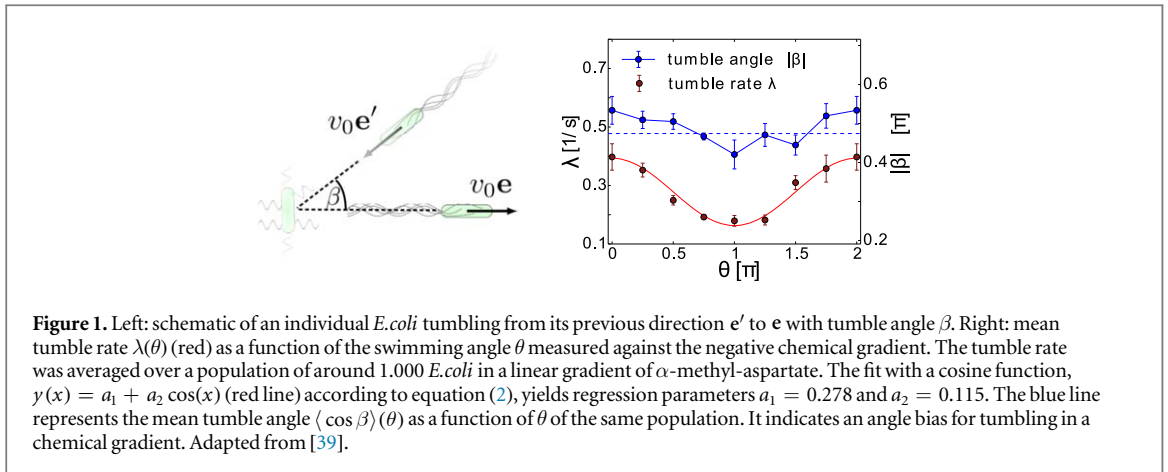 v₀e′
β
v₀e
tumble angle |β|
tumble rate λ
0.7
0.5
0.3
0.1
λ [1/s]
0.6
0.4
0.2
|β| [π]
0 0.5 1 1.5 2
θ [π]
Figure 1. Left: schematic of an individual E.coli tumbling from its previous direction e′ to e with tumble angle β. Right: mean
tumble rate λ(θ) (red) as a function of the swimming angle θ measured against the negative chemical gradient. The tumble rate
was averaged over a population of around 1.000 E.coli in a linear gradient of α-methyl-aspartate. The fit with a cosine function,
y(x) = a₁ + a₂ cos(x) (red line) according to equation (2), yields regression parameters a₁ = 0.278 and a₂ = 0.115. The blue line
represents the mean tumble angle ⟨cos β⟩(θ) as a function of θ of the same population. It indicates an angle bias for tumbling in a
chemical gradient. Adapted from [39].